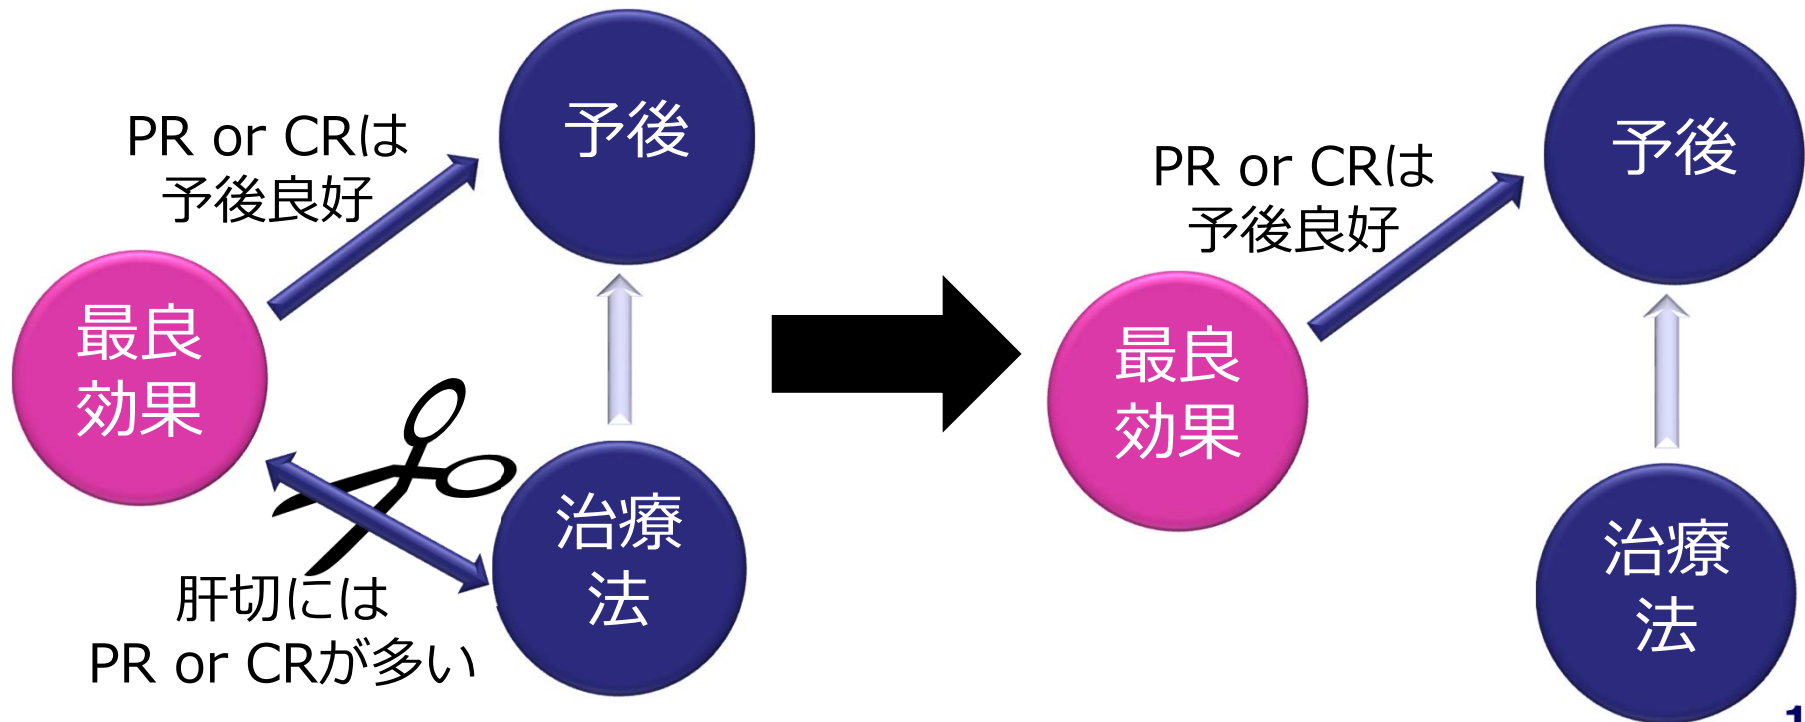 予後
PR or CRは
予後良好
最良
効果
治療
法
肝切には
PR or CRが多い
予後
PR or CRは
予後良好
最良
効果
治療
法
1